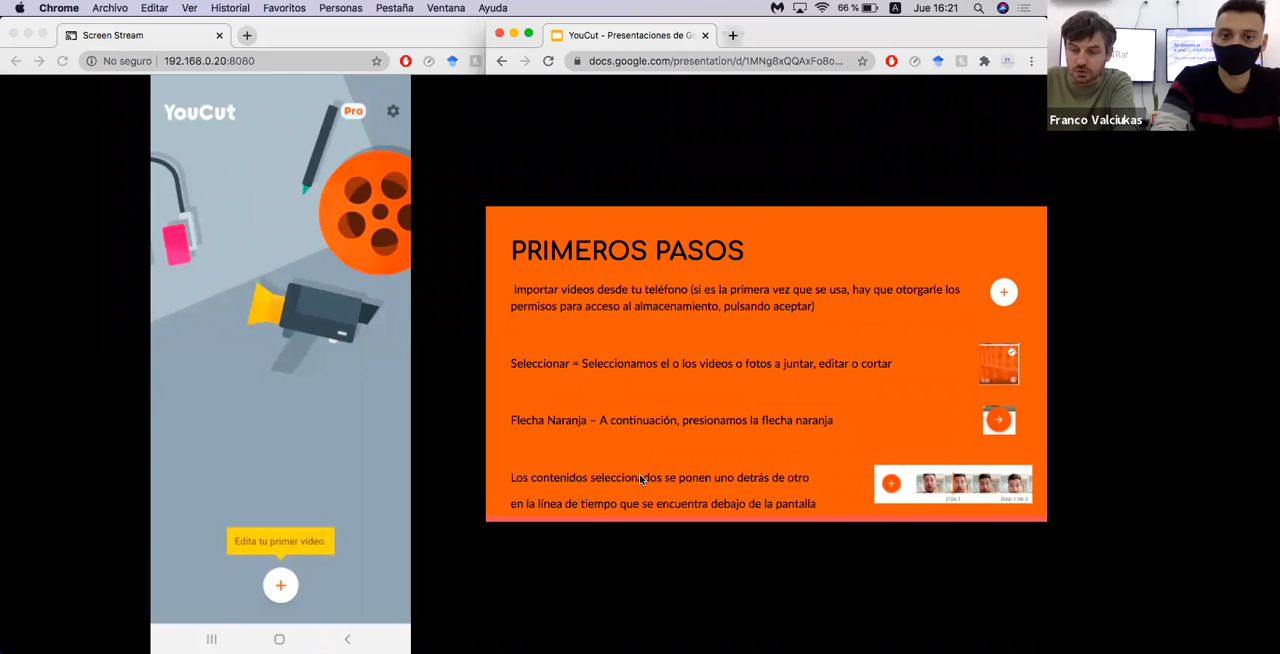 Chrome Archivo Editar Ver Historial Favoritos Personas Pestaña Ventana Ayuda
66 % A Jue 16:21
Screen Stream
YouCut - Presentaciones de Go
No seguro | 192.168.0.20:8080
docs.google.com/presentation/d/1MNg8xQQAxFo8o...
Franco Valciukas
YouCut
Pro
PRIMEROS PASOS
Importar videos desde tu teléfono (si es la primera vez que se usa, hay que otorgarle los
permisos para acceso al almacenamiento, pulsando aceptar)
Seleccionar = Seleccionamos el o los videos o fotos a juntar, editar o cortar
Flecha Naranja – A continuación, presionamos la flecha naranja
Los contenidos seleccionados se ponen uno detrás de otro
en la línea de tiempo que se encuentra debajo de la pantalla
Edita tu primer vídeo.